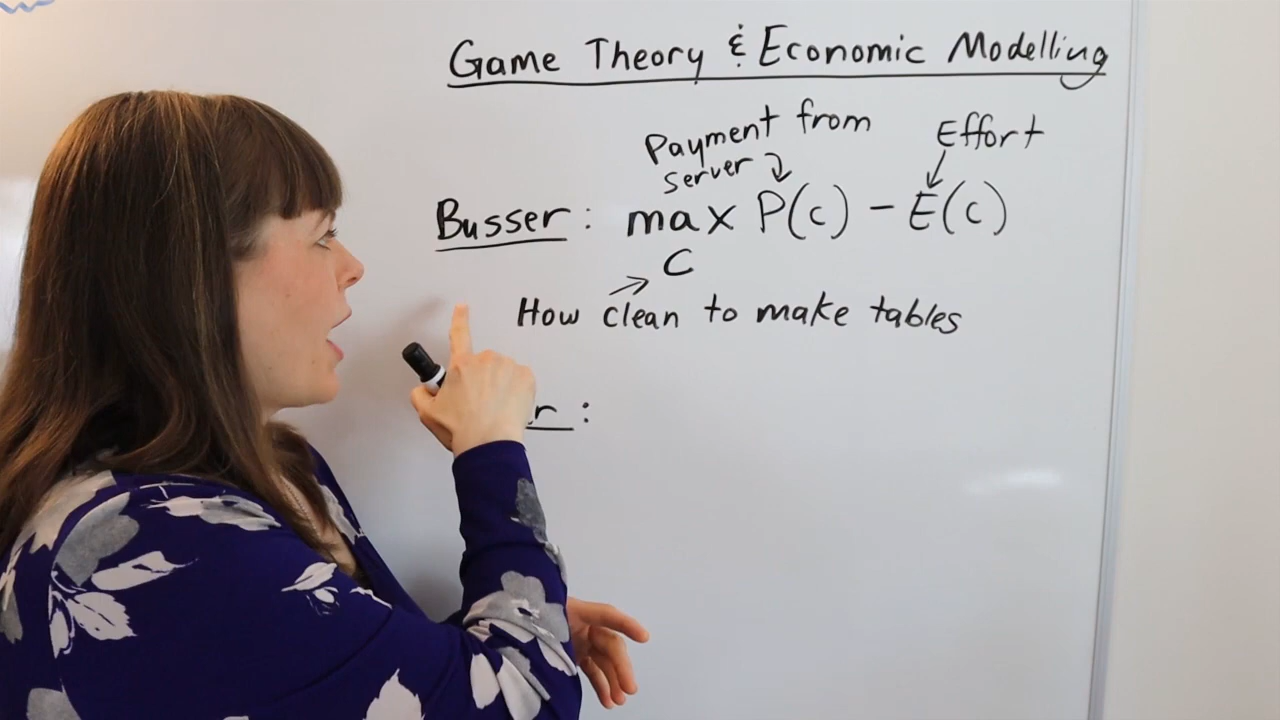 Game Theory & Economic Modelling
Payment from
server
Effort
Busser: max P(c) - E(c)
c
How clean to make tables
r: